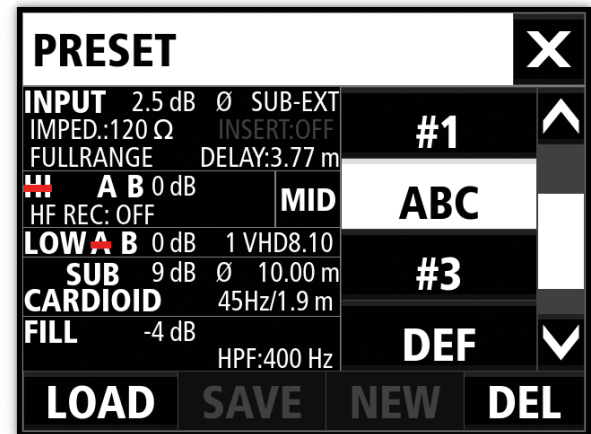 PRESET X
INPUT 2.5 dB Ø SUB-EXT
IMPED.:120 Ω INSERT:OFF
FULLRANGE DELAY:3.77 m
HI A B 0 dB MID
HF REC: OFF
LOW A B 0 dB 1 VHD8.10
SUB 9 dB Ø 10.00 m
CARDIOID 45Hz/1.9 m
FILL -4 dB
HPF:400 Hz
#1
ABC
#3
DEF
LOAD SAVE NEW DEL